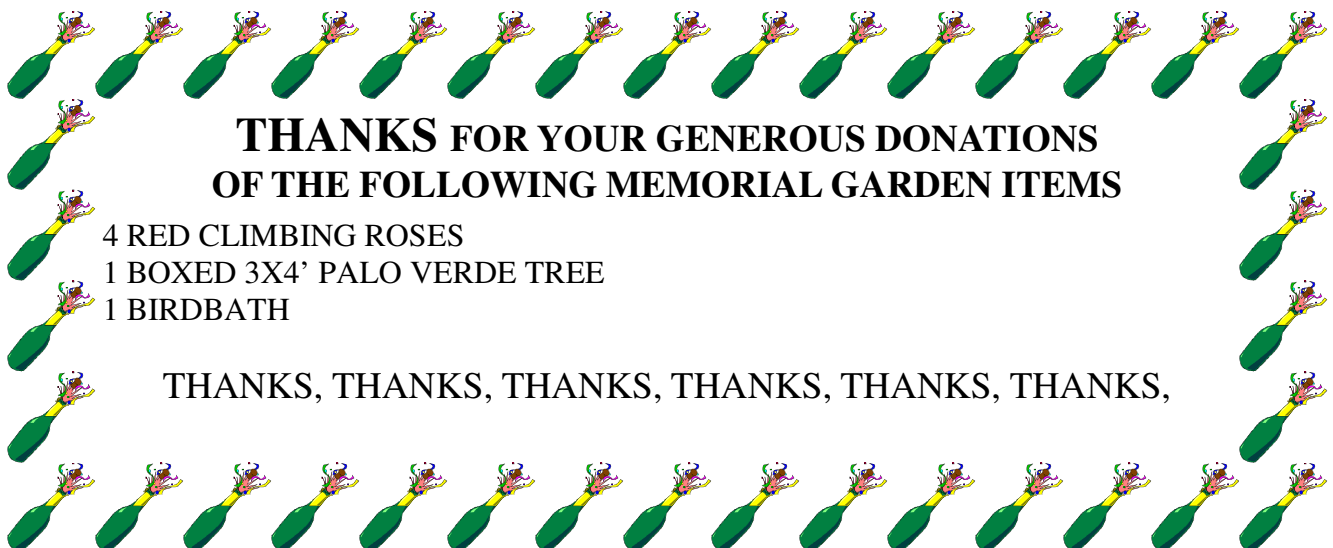 THANKS FOR YOUR GENEROUS DONATIONS
OF THE FOLLOWING MEMORIAL GARDEN ITEMS
4 RED CLIMBING ROSES
1 BOXED 3X4’ PALO VERDE TREE
1 BIRDBATH
THANKS, THANKS, THANKS, THANKS, THANKS, THANKS,